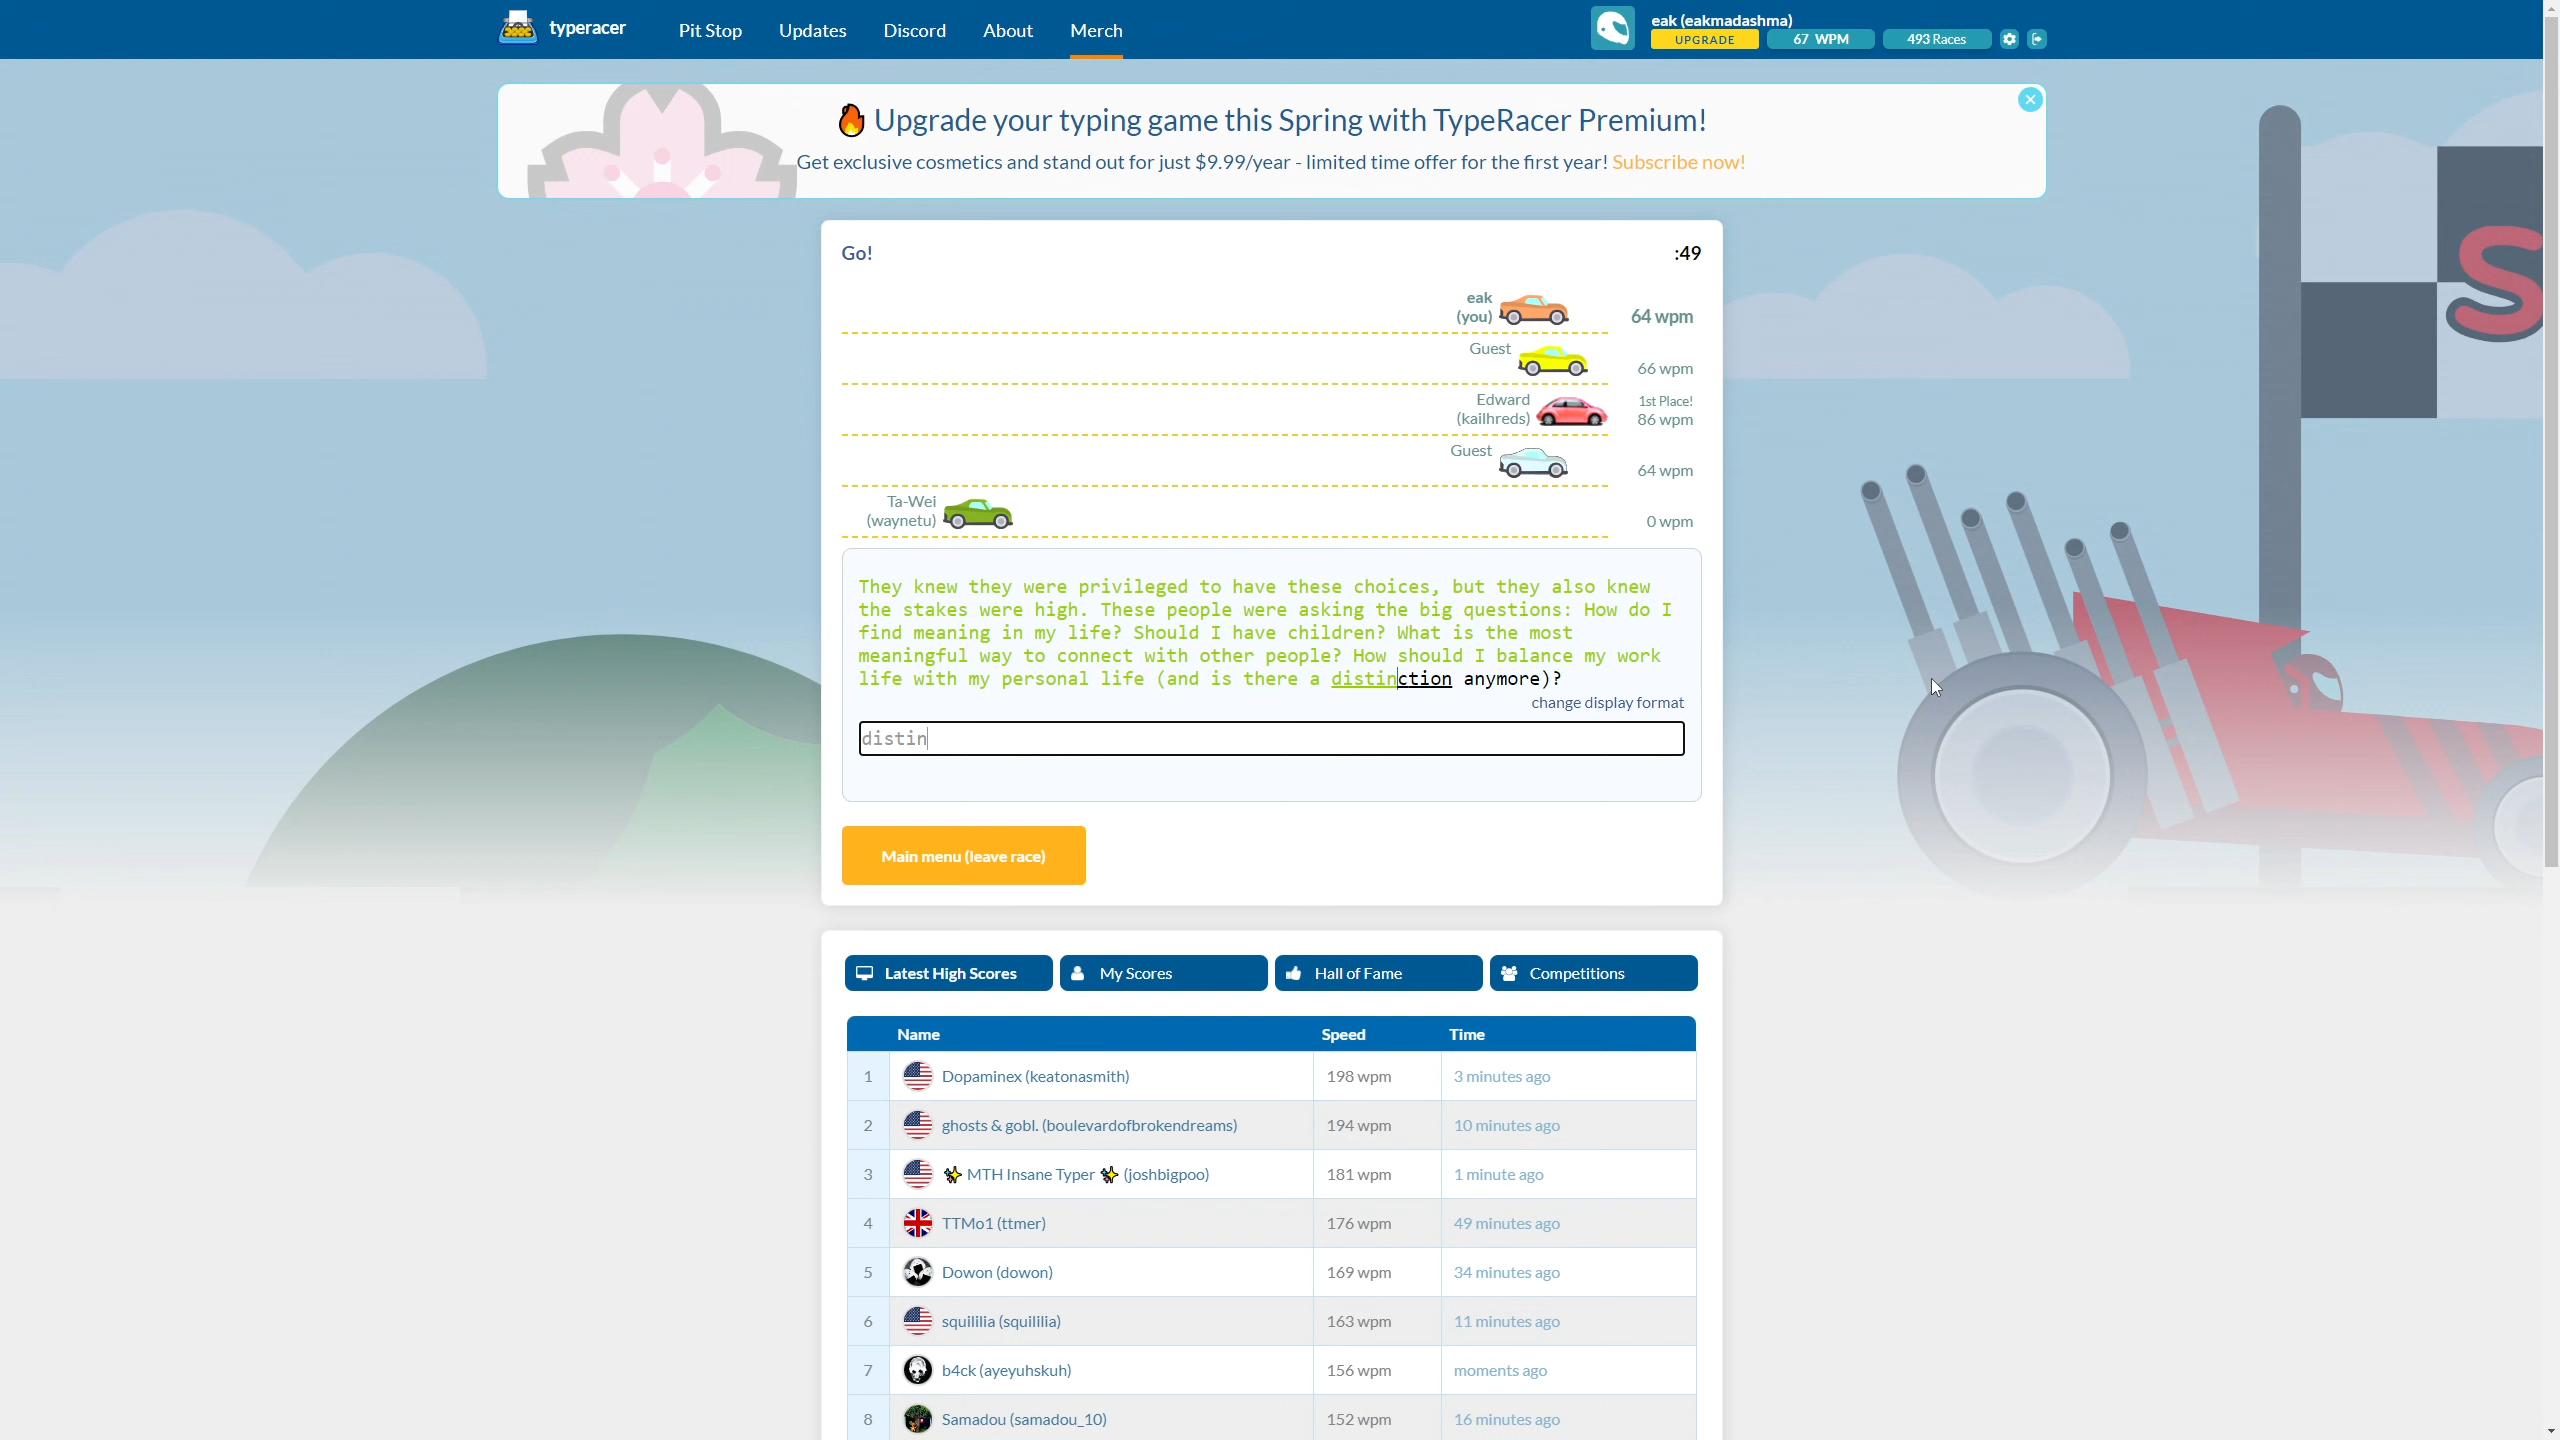 typeracer
Pit Stop
Updates
Discord
About
Merch
eak (eakmadashma)
UPGRADE
67 WPM
493 Races
Upgrade your typing game this Spring with TypeRacer Premium!
Get exclusive cosmetics and stand out for just $9.99/year - limited time offer for the first year! Subscribe now!
S
Go!
:49
eak
(you)
64 wpm
Guest
66 wpm
Edward
(kailhreds)
1st Place!
86 wpm
Guest
64 wpm
Ta-Wei
(waynetu)
0 wpm
They knew they were privileged to have these choices, but they also knew
the stakes were high. These people were asking the big questions: How do I
find meaning in my life? Should I have children? What is the most
meaningful way to connect with other people? How should I balance my work
life with my personal life (and is there a distinction anymore)?
change display format
distin
Main menu (leave race)
Latest High Scores
My Scores
Hall of Fame
Competitions
Name Speed Time
1 Dopaminex (keatonasmith) 198 wpm 3 minutes ago
2 ghosts & gobl. (boulevardofbrokendreams) 194 wpm 10 minutes ago
3 ✨ MTH Insane Typer ✨ (joshbigpoo) 181 wpm 1 minute ago
4 TTMo1 (ttmer) 176 wpm 49 minutes ago
5 Dowon (dowon) 169 wpm 34 minutes ago
6 squililia (squililia) 163 wpm 11 minutes ago
7 b4ck (ayeyuhskuh) 156 wpm moments ago
8 Samadou (samadou_10) 152 wpm 16 minutes ago